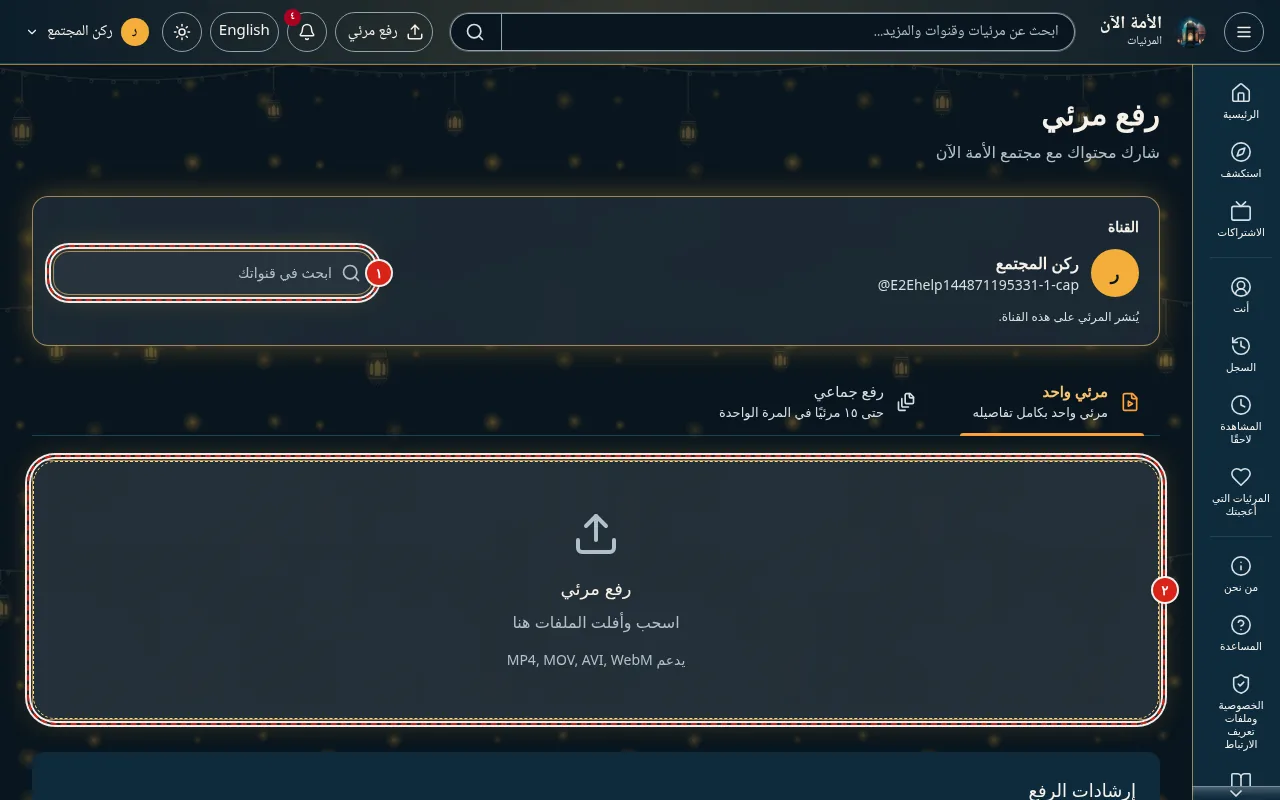 الأمة الآن
المرئيات
ابحث عن مرئيات وقنوات والمزيد...
رفع مرئي
٤
English
ر
ركن المجتمع
الرئيسية
استكشف
الاشتراكات
أنت
السجل
المشاهدة
لاحقًا
المرئيات التي
أعجبتك
من نحن
المساعدة
الخصوصية
وملفات
تعريف
الارتباط
رفع مرئي
شارك محتواك مع مجتمع الأمة الآن
القناة
ر
ركن المجتمع
@E2Ehelp144871195331-1-cap
يُنشر المرئي على هذه القناة.
١
ابحث في قنواتك
مرئي واحد
مرئي واحد بكامل تفاصيله
رفع جماعي
حتى ١٥ مرئيًا في المرة الواحدة
٢
رفع مرئي
اسحب وأفلت الملفات هنا
يدعم MP4, MOV, AVI, WebM
إرشادات الرفع